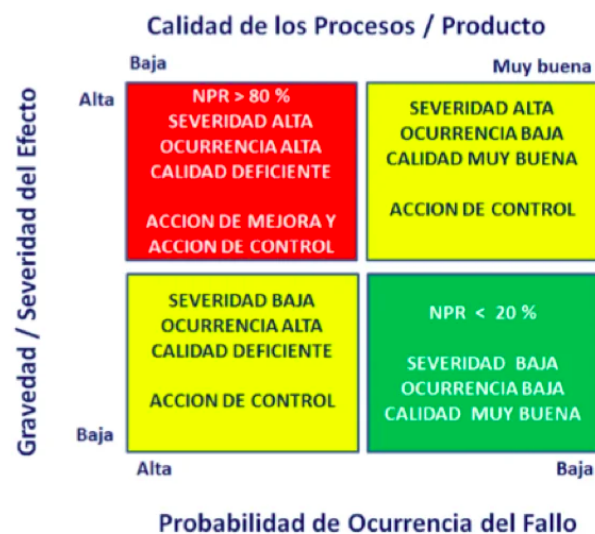 Calidad de los Procesos / Producto
Baja
Muy buena
Gravedad / Severidad del Efecto
Alta
NPR > 80 %
SEVERIDAD ALTA
OCURRENCIA ALTA
CALIDAD DEFICIENTE
ACCION DE MEJORA Y
ACCION DE CONTROL
SEVERIDAD ALTA
OCURRENCIA BAJA
CALIDAD MUY BUENA
ACCION DE CONTROL
SEVERIDAD BAJA
OCURRENCIA ALTA
CALIDAD DEFICIENTE
ACCION DE CONTROL
NPR < 20 %
SEVERIDAD BAJA
OCURRENCIA BAJA
CALIDAD MUY BUENA
Baja
Alta
Baja
Probabilidad de Ocurrencia del Fallo